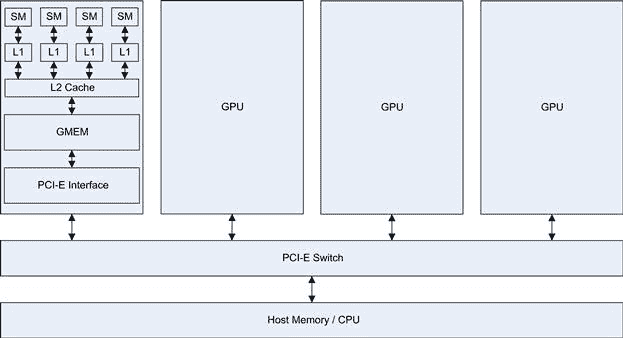 SM SM SM SM
L1 L1 L1 L1
L2 Cache
GMEM
PCI-E Interface
GPU
GPU
GPU
PCI-E Switch
Host Memory / CPU